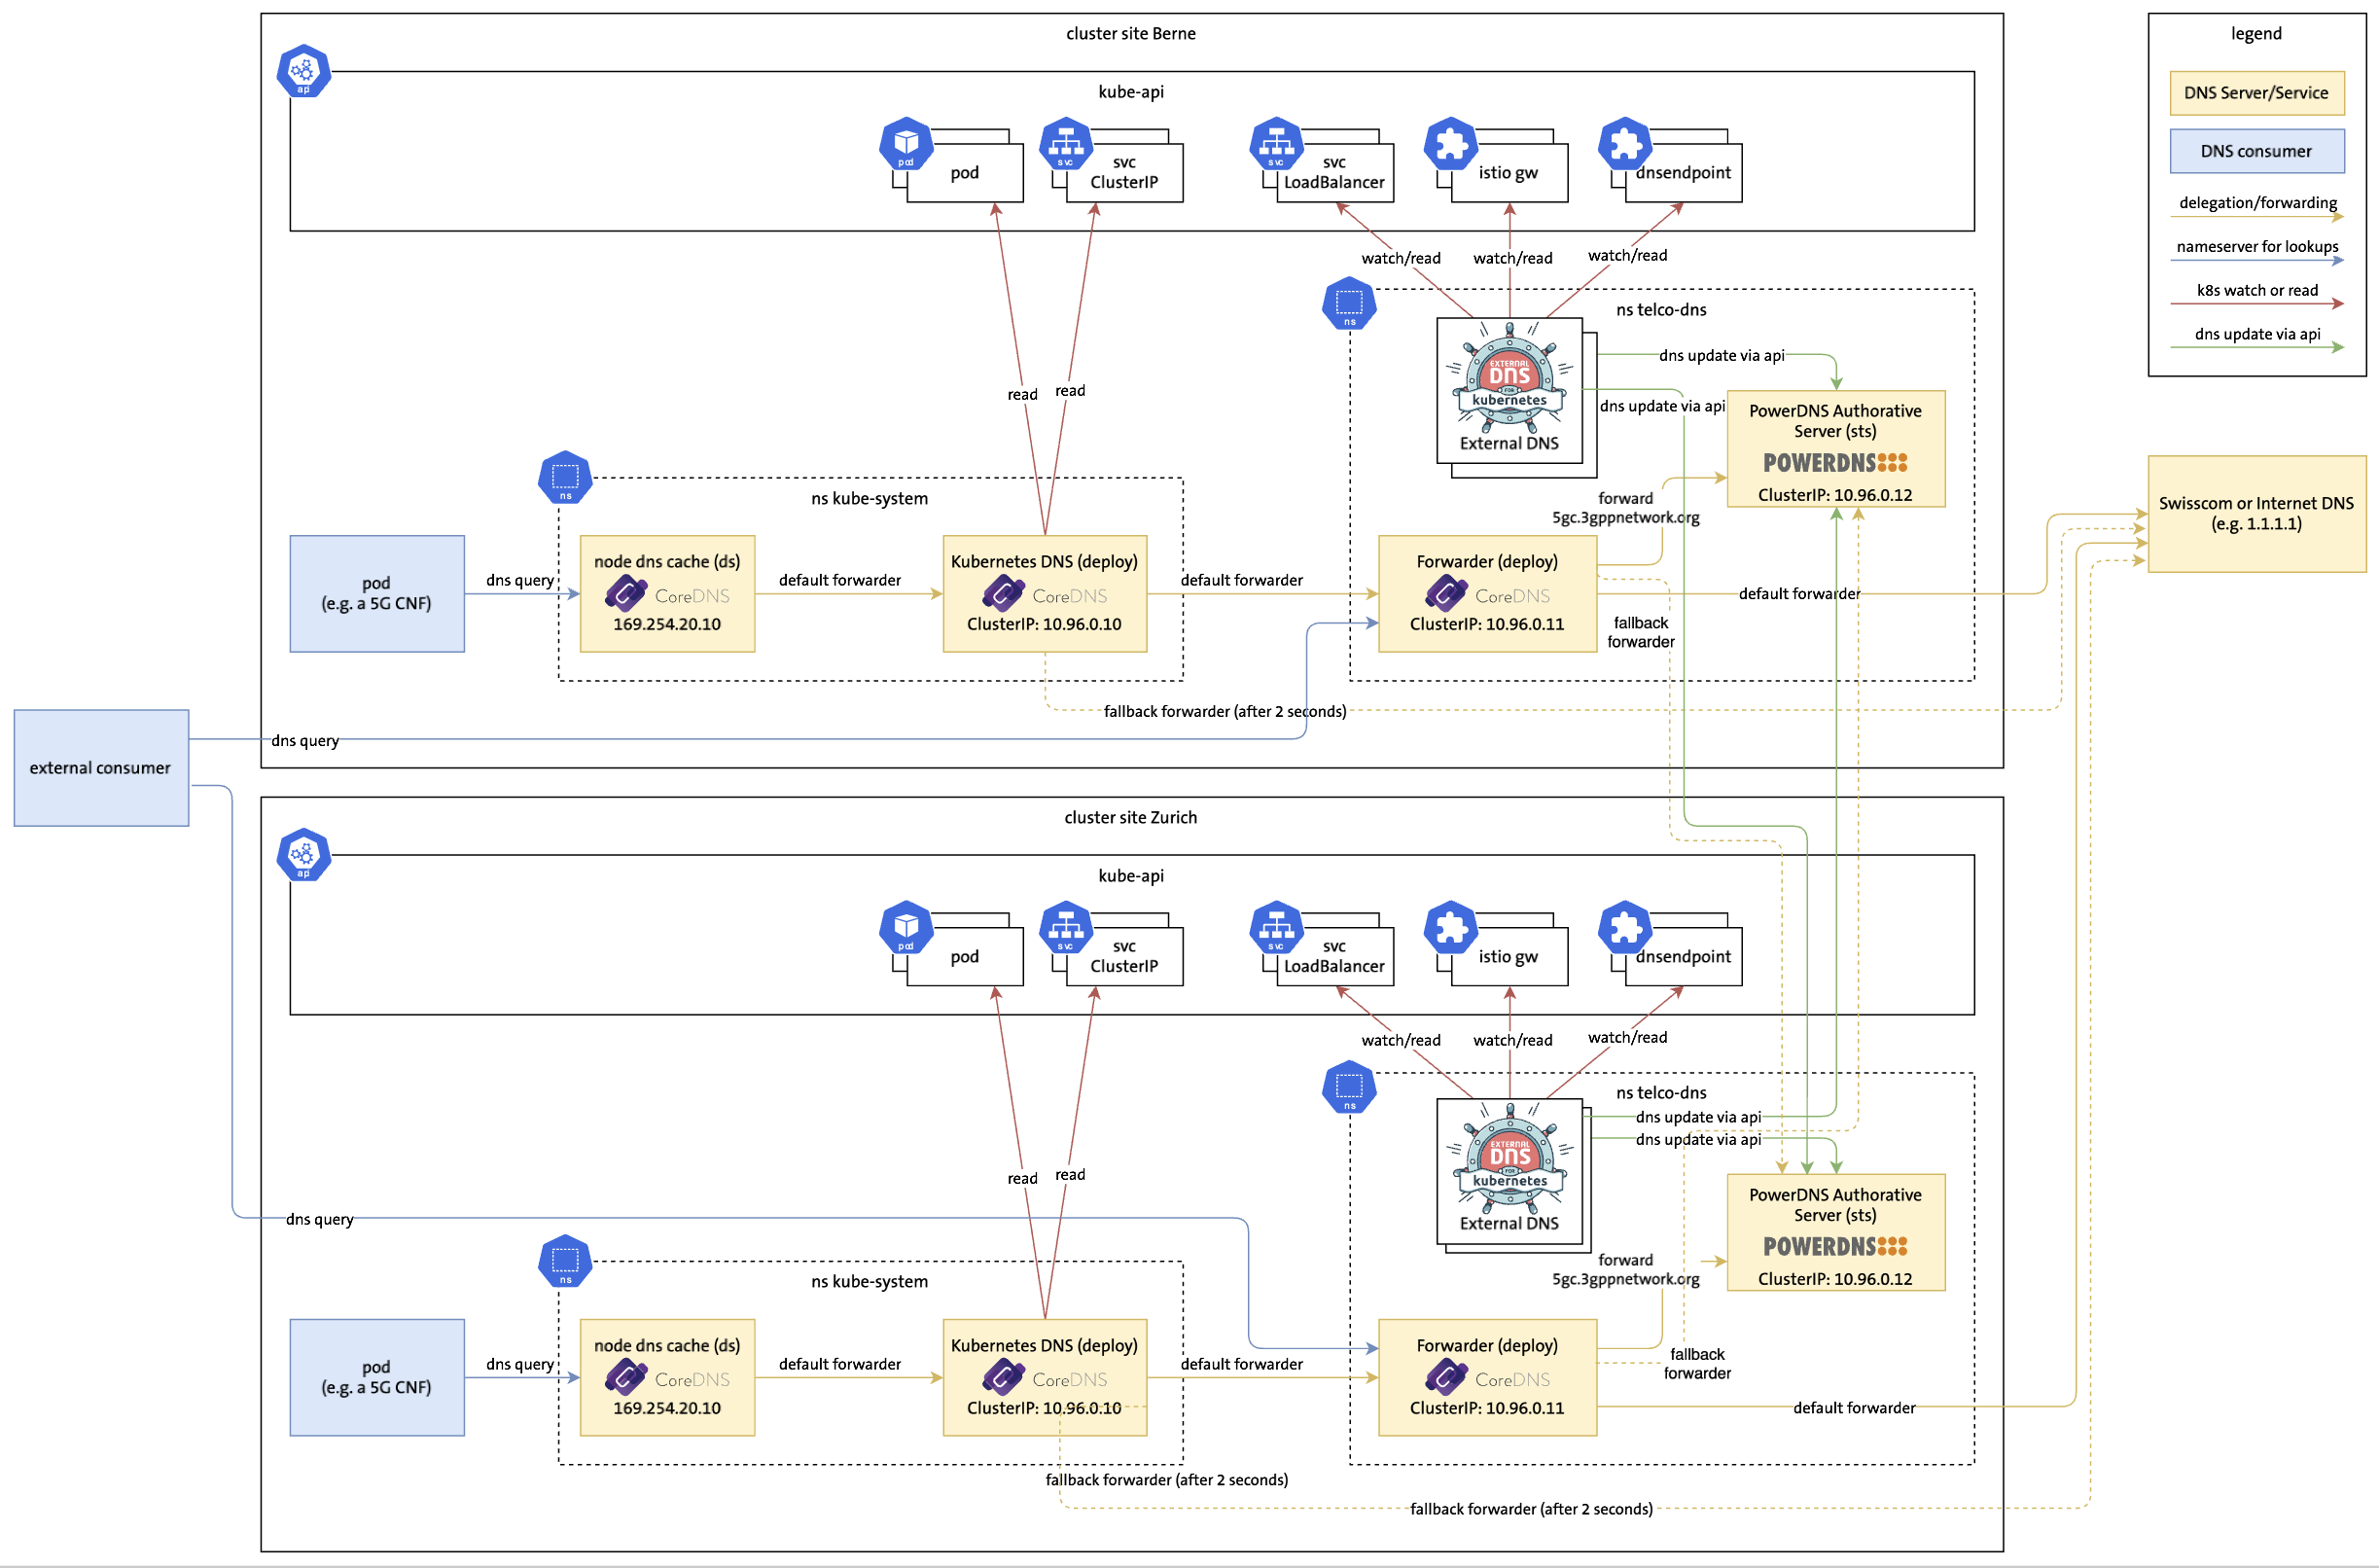 cluster site Berne
api
kube-api
pod
pod
svc
svc
ClusterIP
svc
svc
LoadBalancer
istio gw
dnsendpoint
watch/read
watch/read
watch/read
ns
ns telco-dns
EXTERNAL
DNS
FOR
kubernetes
External DNS
dns update via api
dns update via api
PowerDNS Authorative
Server (sts)
POWERDNS
ClusterIP: 10.96.0.12
read
read
ns
ns kube-system
forward
5gc.3gppnetwork.org
pod
(e.g. a 5G CNF)
dns query
node dns cache (ds)
CoreDNS
169.254.20.10
default forwarder
Kubernetes DNS (deploy)
CoreDNS
ClusterIP: 10.96.0.10
default forwarder
Forwarder (deploy)
CoreDNS
ClusterIP: 10.96.0.11
default forwarder
fallback
forwarder
fallback forwarder (after 2 seconds)
dns query
external consumer
legend
DNS Server/Service
DNS consumer
delegation/forwarding
nameserver for lookups
k8s watch or read
dns update via api
Swisscom or Internet DNS
(e.g. 1.1.1.1)
cluster site Zurich
api
kube-api
pod
pod
svc
svc
ClusterIP
svc
svc
LoadBalancer
istio gw
dnsendpoint
watch/read
watch/read
watch/read
ns
ns telco-dns
EXTERNAL
DNS
FOR
kubernetes
External DNS
dns update via api
dns update via api
PowerDNS Authorative
Server (sts)
POWERDNS
ClusterIP: 10.96.0.12
read
read
dns query
ns
ns kube-system
forward
5gc.3gppnetwork.org
pod
(e.g. a 5G CNF)
dns query
node dns cache (ds)
CoreDNS
169.254.20.10
default forwarder
Kubernetes DNS (deploy)
CoreDNS
ClusterIP: 10.96.0.10
default forwarder
Forwarder (deploy)
CoreDNS
ClusterIP: 10.96.0.11
fallback
forwarder
default forwarder
fallback forwarder (after 2 seconds)
fallback forwarder (after 2 seconds)